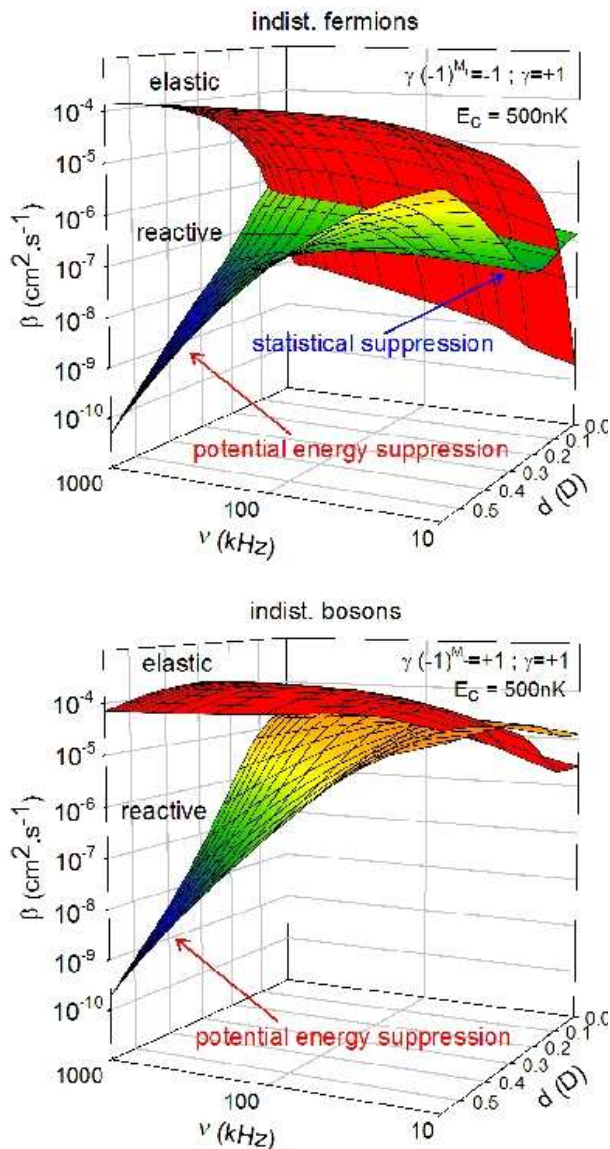 indist. fermions
elastic
γ (-1)^M_l=-1 ; γ=+1
E_C = 500nK
10^-4
10^-5
10^-6
10^-7
10^-8
10^-9
10^-10
β (cm².s⁻¹)
reactive
statistical suppression
potential energy suppression
1000
100
10
ν (kHz)
0.0
0.1
0.2
0.3
0.4
0.5
d (D)
indist. bosons
elastic
γ (-1)^M=+1 ; γ=+1
E_C = 500nK
10^-4
10^-5
10^-6
10^-7
10^-8
10^-9
10^-10
β (cm².s⁻¹)
reactive
potential energy suppression
1000
100
10
ν (kHz)
0.0
0.1
0.2
0.3
0.4
0.5
d (D)